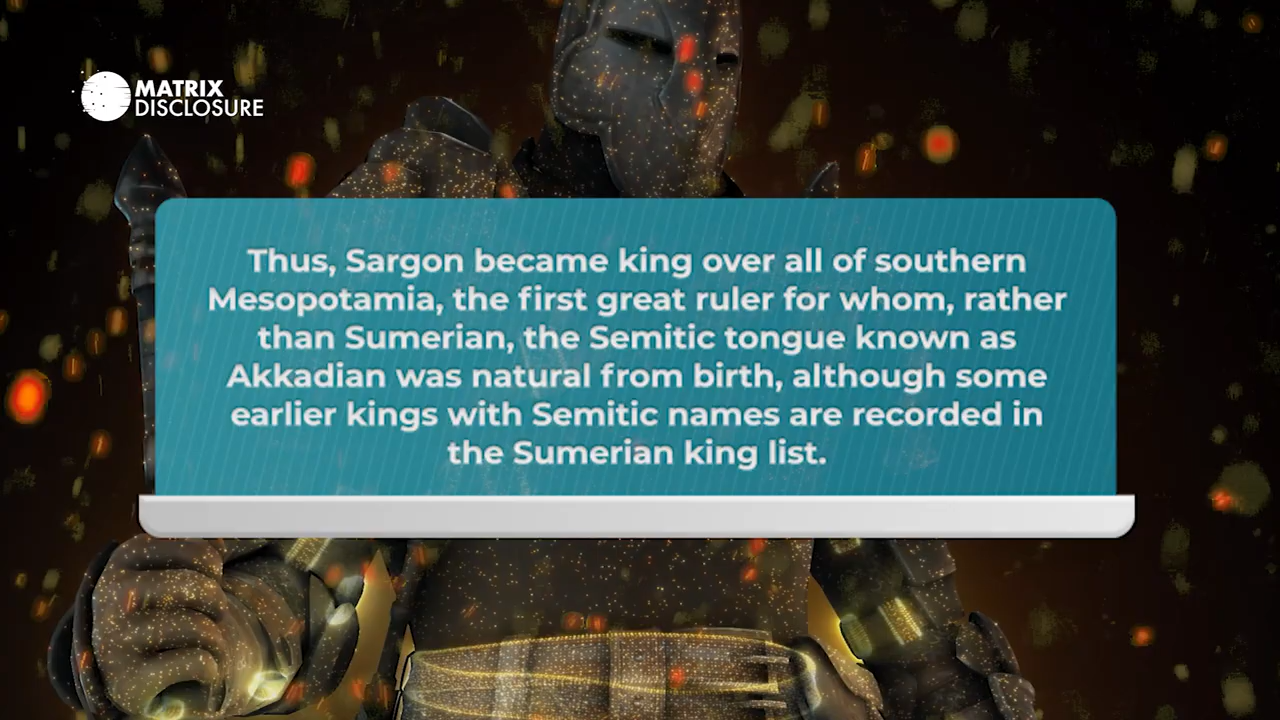 MATRIX
DISCLOSURE
Thus, Sargon became king over all of southern
Mesopotamia, the first great ruler for whom, rather
than Sumerian, the Semitic tongue known as
Akkadian was natural from birth, although some
earlier kings with Semitic names are recorded in
the Sumerian king list.